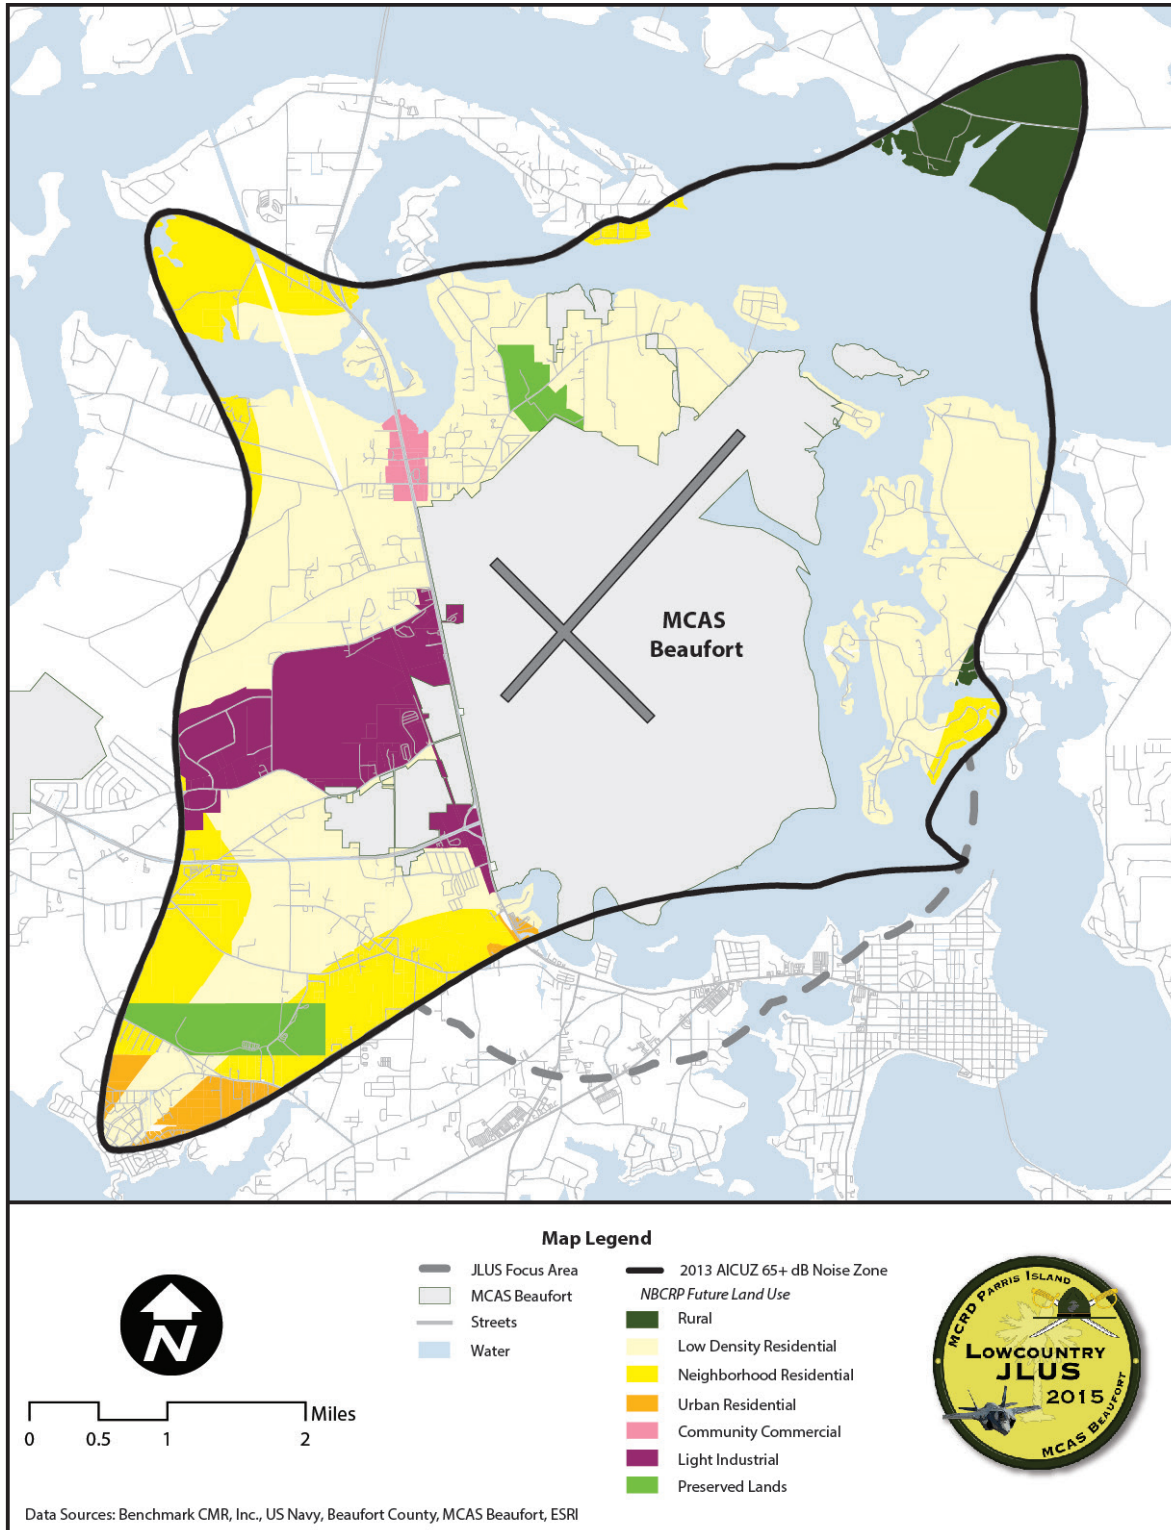 MCAS
Beaufort
Map Legend
JLUS Focus Area
MCAS Beaufort
Streets
Water
2013 AICUZ 65+ dB Noise Zone
NBCRP Future Land Use
Rural
Low Density Residential
Neighborhood Residential
Urban Residential
Community Commercial
Light Industrial
Preserved Lands
N
Miles
0 0.5 1 2
MCRD PARRIS ISLAND
LOWCOUNTRY
JLUS
2015
MCAS BEAUFORT
Data Sources: Benchmark CMR, Inc., US Navy, Beaufort County, MCAS Beaufort, ESRI